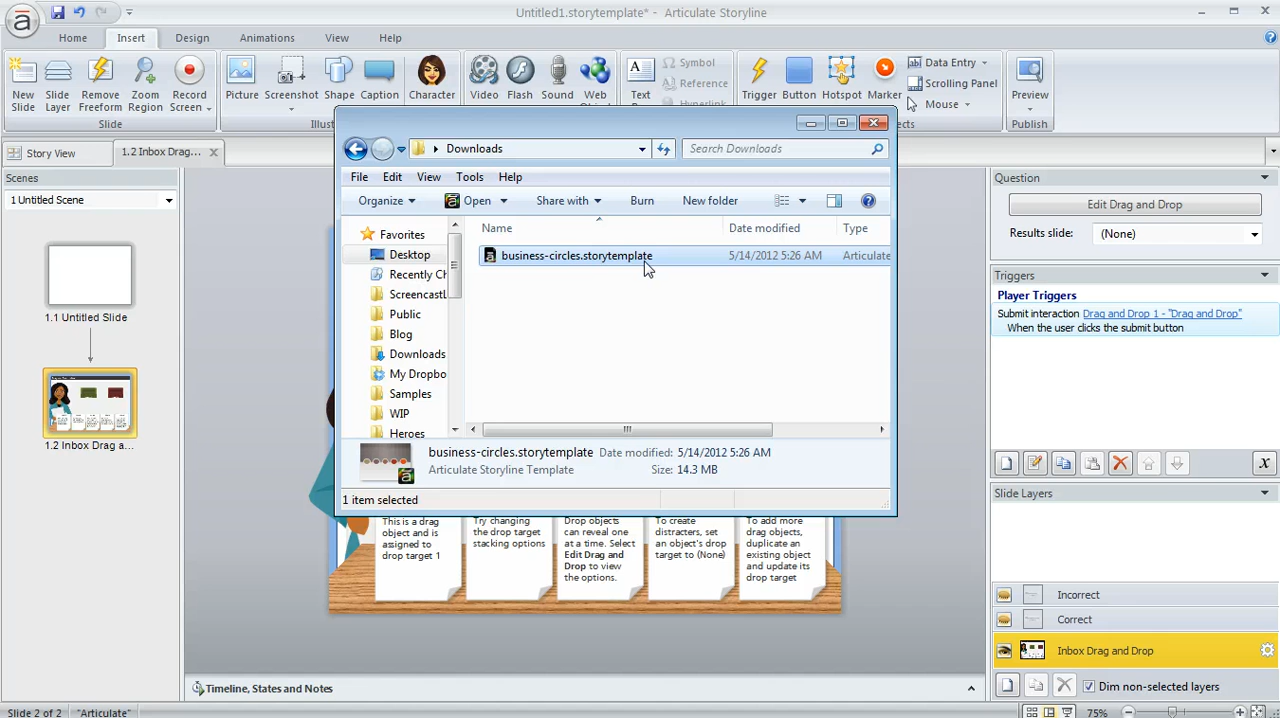 Untitled1.storytemplate* - Articulate Storyline
Home Insert Design Animations View Help
New Slide
Slide Layer
Remove Freeform
Zoom Region
Record Screen
Picture
Screenshot
Shape
Caption
Character
Video
Flash
Sound
Web
Text
Symbol
Reference
Trigger
Button
Hotspot
Marker
Data Entry
Scrolling Panel
Mouse
Preview
Slide
Publish
Story View
1.2 Inbox Drag...
Scenes
1 Untitled Scene
1.1 Untitled Slide
1.2 Inbox Drag a...
Downloads
Search Downloads
File Edit View Tools Help
Organize Open Share with Burn New folder
Favorites
Desktop
Recently Ch
Screencast
Public
Blog
Downloads
My Dropbo
Samples
WIP
Heroes
Name Date modified Type
business-circles.storytemplate 5/14/2012 5:26 AM Articulate
business-circles.storytemplate Date modified: 5/14/2012 5:26 AM
Articulate Storyline Template Size: 14.3 MB
1 item selected
This is a drag
object and is
assigned to
drop target 1
Try changing
the drop target
stacking options
Drop objects
can reveal one
at a time. Select
Edit Drag and
Drop to view
the options.
To create
distracters, set
an object's drop
target to (None)
To add more
drag objects,
duplicate an
existing object
and update its
drop target
Timeline, States and Notes
Question
Edit Drag and Drop
Results slide: (None)
Triggers
Player Triggers
Submit interaction Drag and Drop 1 - "Drag and Drop"
When the user clicks the submit button
Slide Layers
Incorrect
Correct
Inbox Drag and Drop
Dim non-selected layers
Slide 2 of 2 "Articulate"
75%